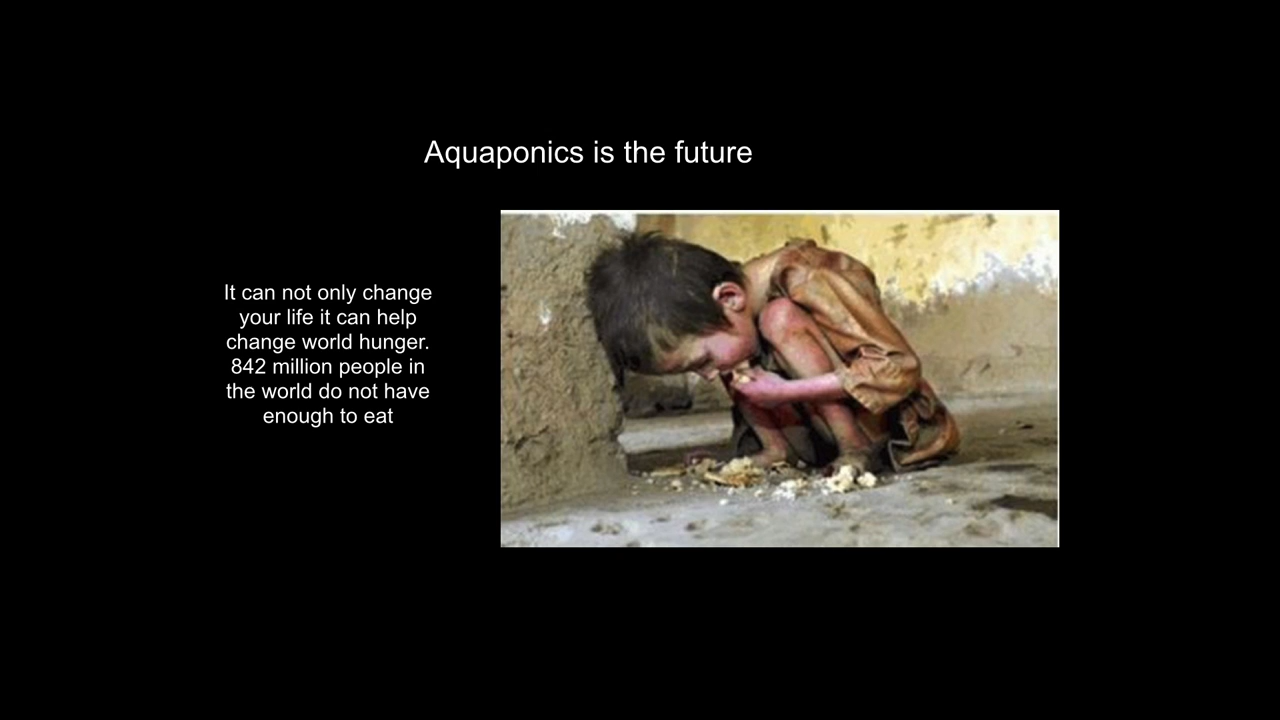 Aquaponics is the future
It can not only change
your life it can help
change world hunger.
842 million people in
the world do not have
enough to eat